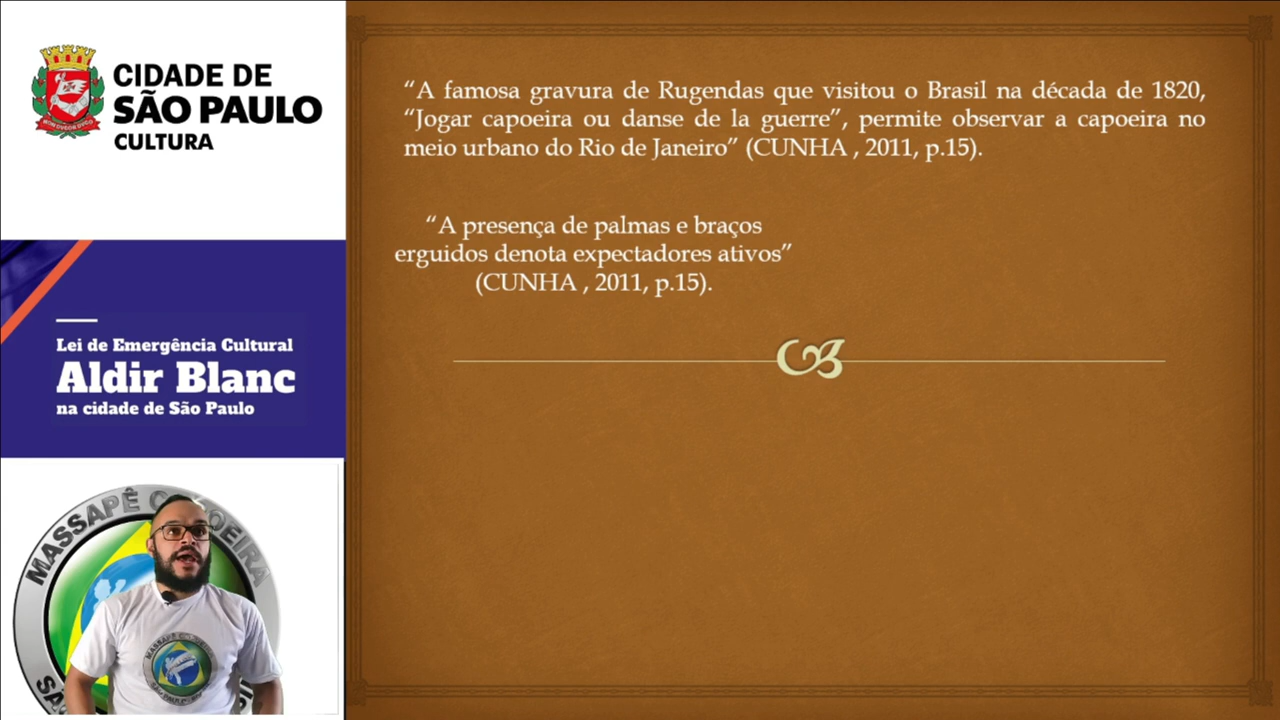 CIDADE DE
SÃO PAULO
CULTURA
Lei de Emergência Cultural
Aldir Blanc
na cidade de São Paulo
MASSAPÊ CAPOEIRA
MASSAPÊ CAPOEIRA
“A famosa gravura de Rugendas que visitou o Brasil na década de 1820,
“Jogar capoeira ou danse de la guerre”, permite observar a capoeira no
meio urbano do Rio de Janeiro” (CUNHA , 2011, p.15).
“A presença de palmas e braços
erguidos denota expectadores ativos”
(CUNHA , 2011, p.15).